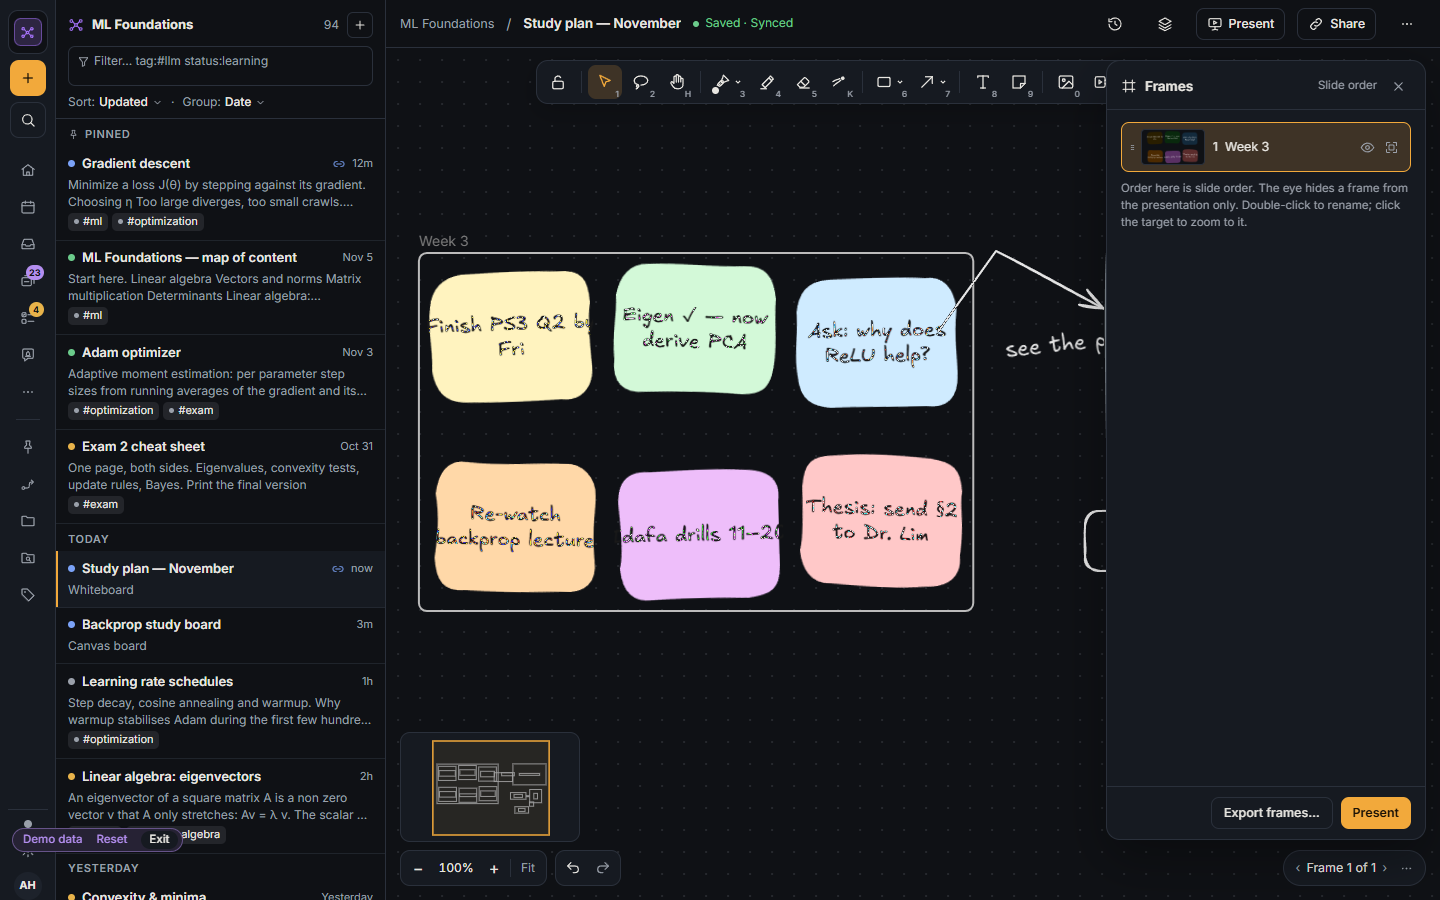 ML Foundations 94
Filter... tag:#llm status:learning
Sort: Updated · Group: Date
PINNED
Gradient descent 12m
Minimize a loss J(θ) by stepping against its gradient.
Choosing η Too large diverges, too small crawls....
#ml #optimization
ML Foundations — map of content Nov 5
Start here. Linear algebra Vectors and norms Matrix
multiplication Determinants Linear algebra:...
#ml
Adam optimizer Nov 3
Adaptive moment estimation: per parameter step
sizes from running averages of the gradient and its...
#optimization #exam
Exam 2 cheat sheet Oct 31
One page, both sides. Eigenvalues, convexity tests,
update rules, Bayes. Print the final version
#exam
TODAY
Study plan — November now
Whiteboard
Backprop study board 3m
Canvas board
Learning rate schedules 1h
Step decay, cosine annealing and warmup. Why
warmup stabilises Adam during the first few hundre...
#optimization
Linear algebra: eigenvectors 2h
An eigenvector of a square matrix A is a non zero
vector v that A only stretches: Av = λ v. The scalar ...
algebra
YESTERDAY
Convexity & minima Yesterday
23
4
Demo data Reset Exit
AH
ML Foundations / Study plan — November Saved · Synced
Present Share
1 2 H 3 4 5 K 6 7 8 9 0
Week 3
Finish PS3 Q2 by
Fri
Eigen ✓ — now
derive PCA
Ask: why does
ReLU help?
Re-watch
backprop lecture
dafa drills 11–20
Thesis: send §2
to Dr. Lim
see the p
100% Fit
Frames Slide order
1 Week 3
Order here is slide order. The eye hides a frame from
the presentation only. Double-click to rename; click
the target to zoom to it.
Export frames... Present
Frame 1 of 1